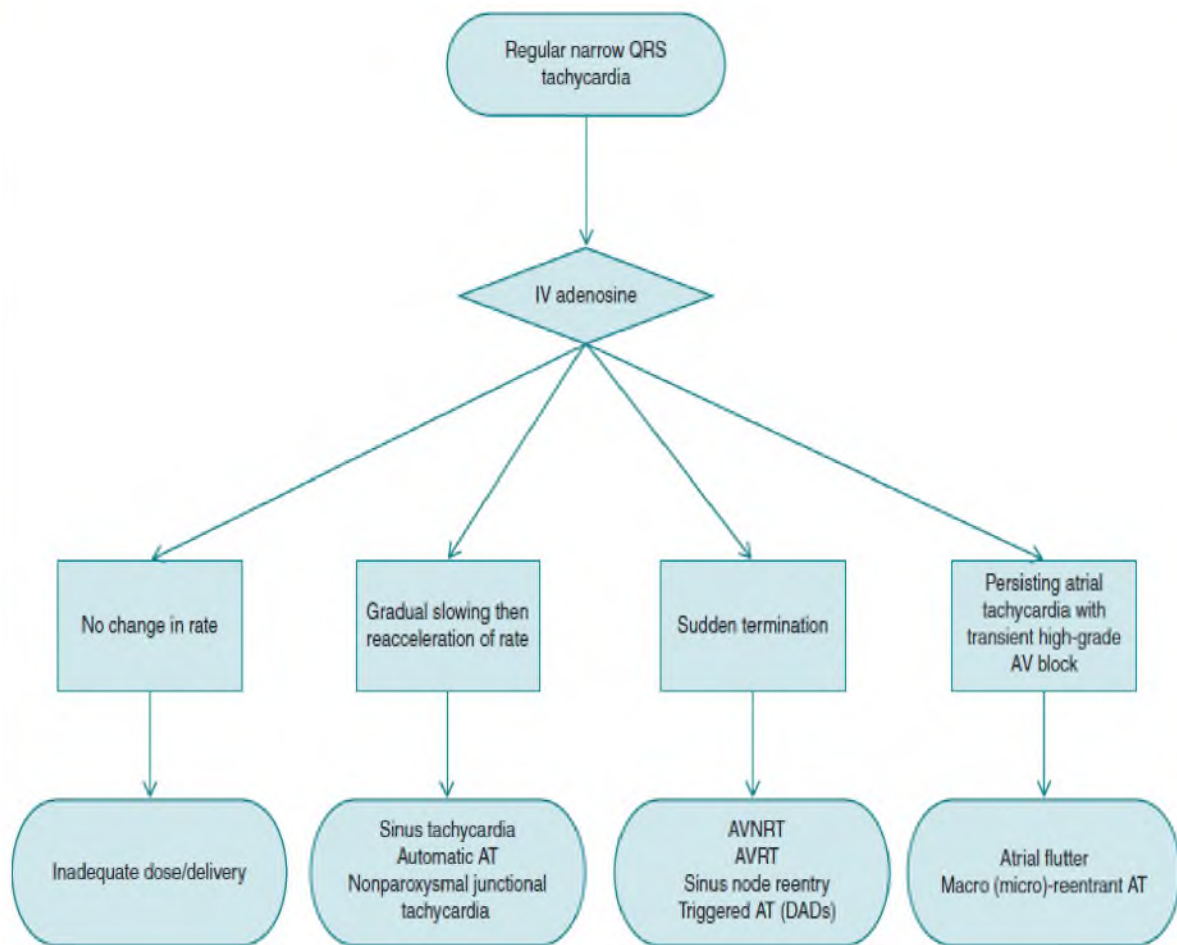 Regular narrow QRS
tachycardia
IV adenosine
No change in rate
Gradual slowing then
reacceleration of rate
Sudden termination
Persisting atrial
tachycardia with
transient high-grade
AV block
Inadequate dose/delivery
Sinus tachycardia
Automatic AT
Nonparoxysmal junctional
tachycardia
AVNRT
AVRT
Sinus node reentry
Triggered AT (DADs)
Atrial flutter
Macro (micro)-reentrant AT